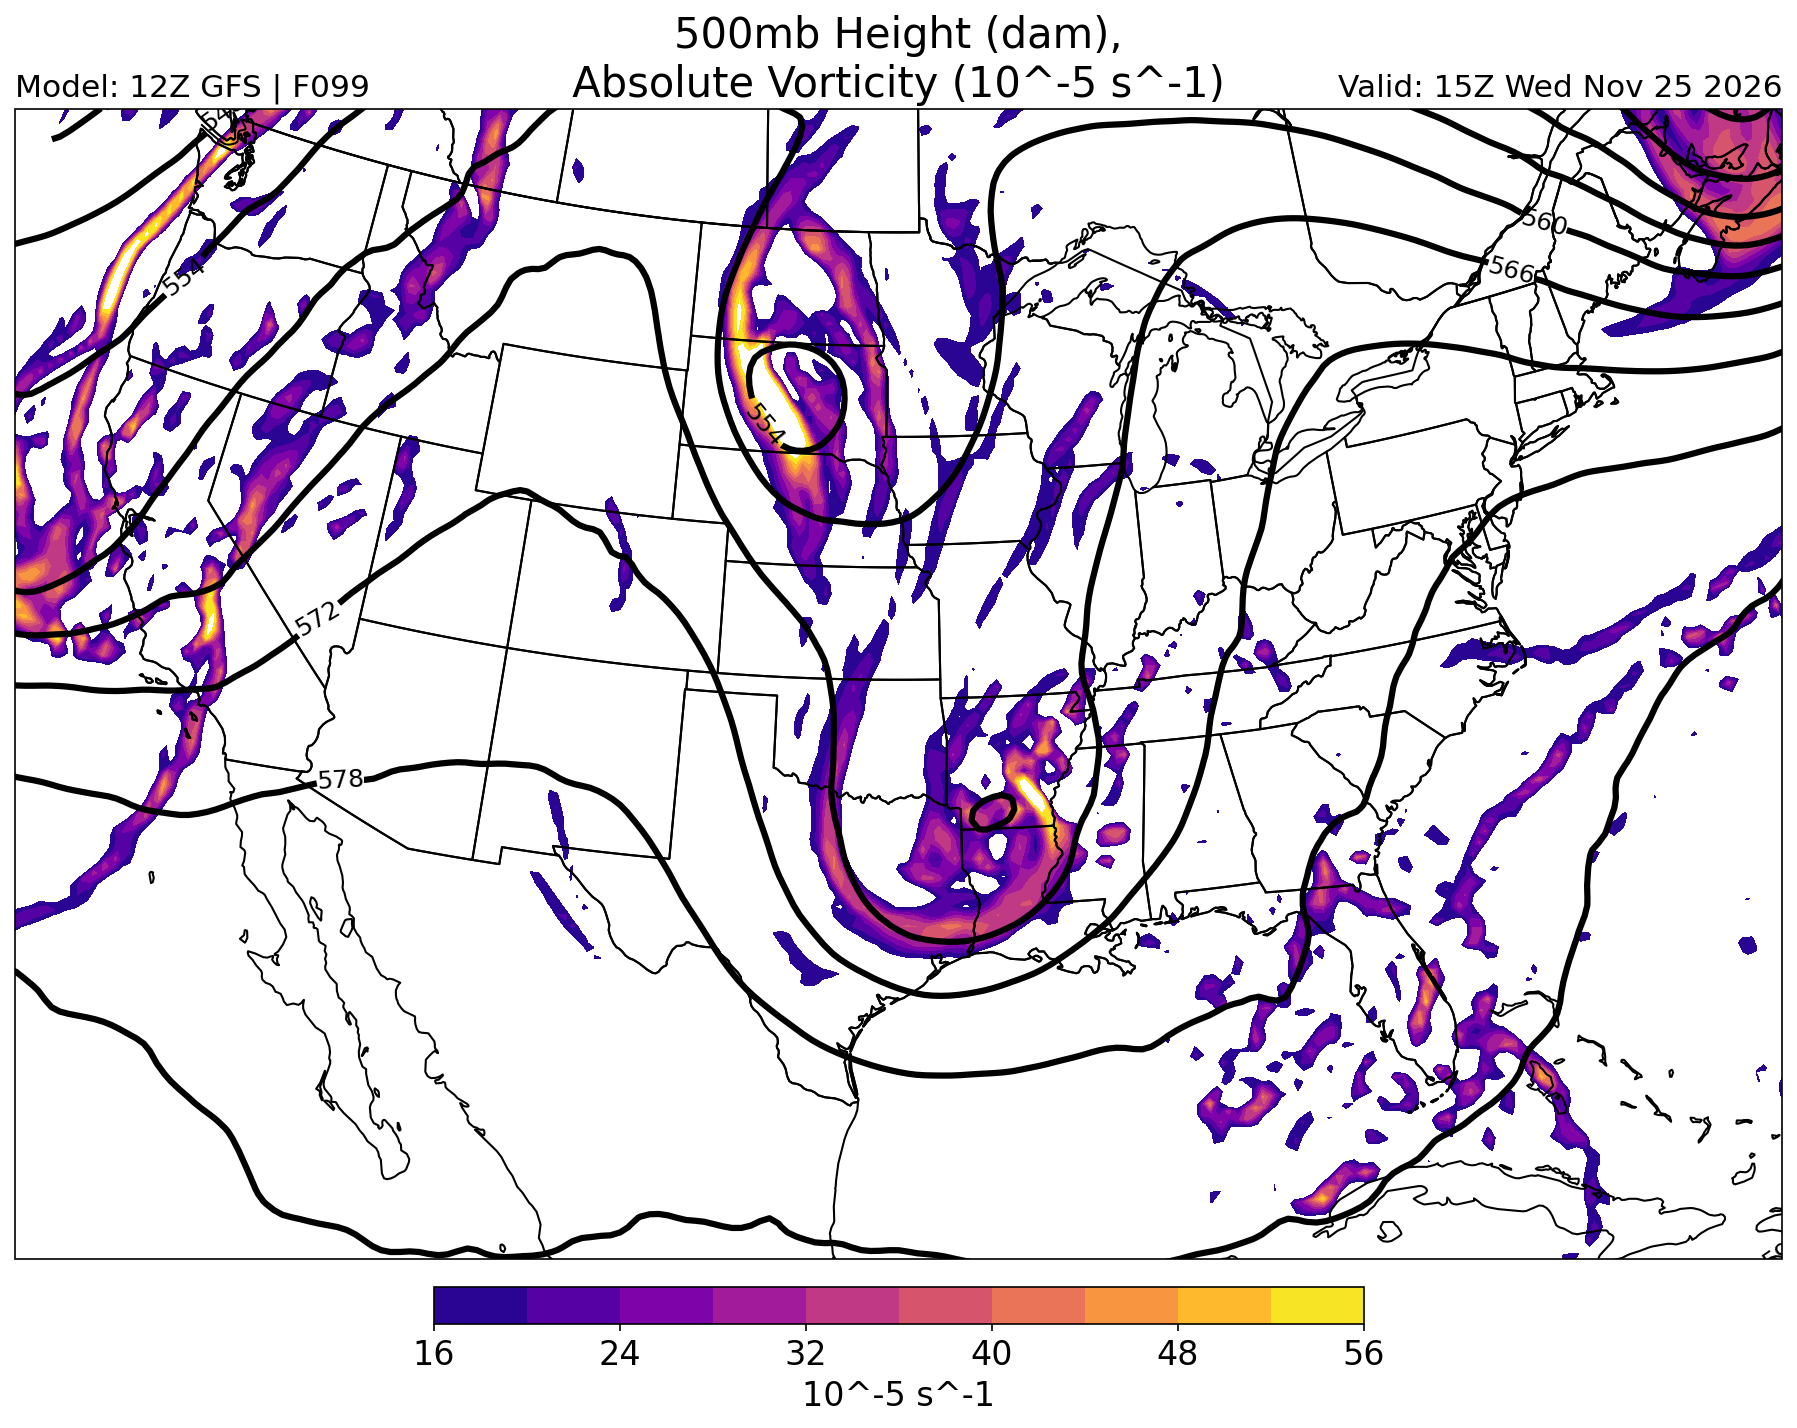 500mb Height (dam),
Model: 12Z GFS | F099
Absolute Vorticity (10^-5 s^-1)
Valid: 15Z Wed Nov 25 2026
554
560
566
554
572
578
16
24
32
40
48
56
10^-5 s^-1